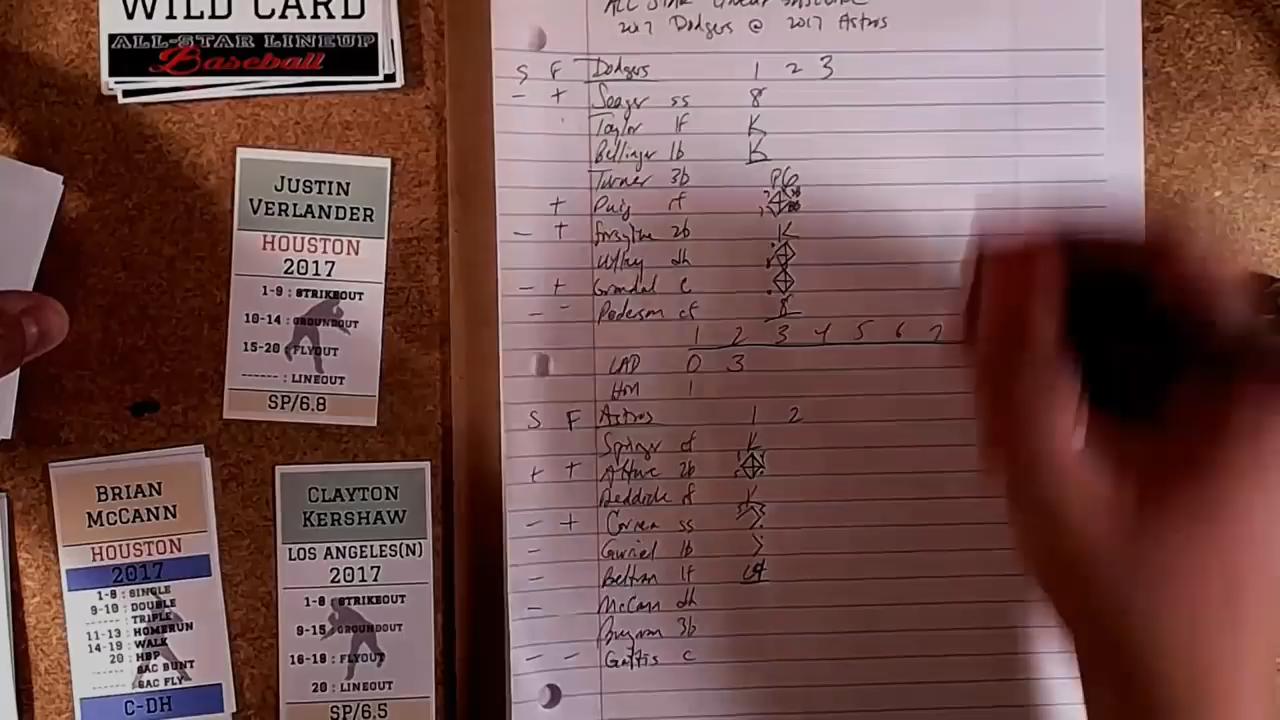 WILD CARD
ALL-STAR LINEUP
Baseball
JUSTIN
VERLANDER
HOUSTON
2017
1-9 : STRIKEOUT
10-14 : GROUNDOUT
15-20 : FLYOUT
------ : LINEOUT
SP/6.8
BRIAN
MCCANN
HOUSTON
2017
1-8 : SINGLE
9-10 : DOUBLE
------ : TRIPLE
11-13 : HOMERUN
14-19 : WALK
20 : HBP
------ : SAC BUNT
------ : SAC FLY
C-DH
CLAYTON
KERSHAW
LOS ANGELES(N)
2017
1-8 : STRIKEOUT
9-15 : GROUNDOUT
16-19 : FLYOUT
20 : LINEOUT
SP/6.5
All Star Linear
2017 Dodgers @ 2017 Astros
S F Dodgers 1 2 3
- + Seager ss 8
Taylor lf K
Bellinger 1b K
Turner 3b P6
+ Puig rf
- + Forsythe 2b K
Utley dh
- + Grandal c
- - Pederson cf 8
1 2 3 4 5 6 7
LAD 0 3
HOU 1
S F Astros 1 2
Springer cf K
+ + Altuve 2b
Reddick rf K
- + Correa ss
- Gurriel 1b
- Beltran lf
- McCann dh
Bregman 3b
- - Gattis c